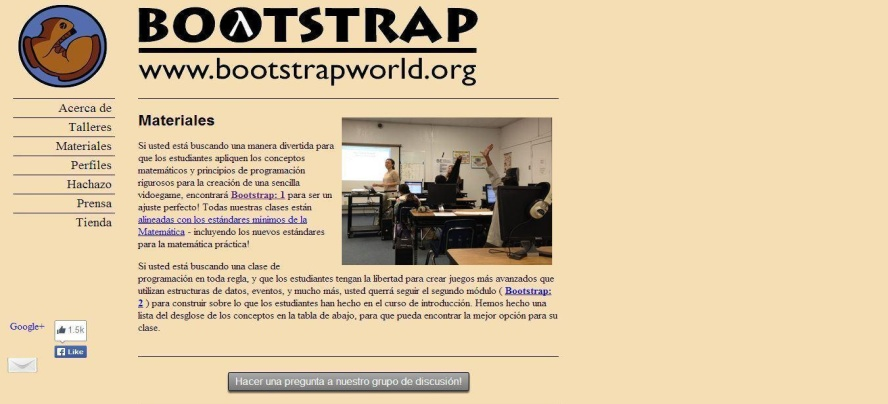 BOOTSTRAP
www.bootstrapworld.org
Acerca de
Talleres
Materiales
Perfiles
Hachazo
Prensa
Tienda
Google+
1.5k
Like
Materiales
Si usted está buscando una manera divertida para
que los estudiantes apliquen los conceptos
matemáticos y principios de programación
rigurosos para la creación de una sencilla
vidoegame, encontrará Bootstrap: 1 para ser un
ajuste perfecto! Todas nuestras clases están
alineadas con los estándares mínimos de la
Matemática - incluyendo los nuevos estándares
para la matemática práctica!
Si usted está buscando una clase de
programación en toda regla, y que los estudiantes tengan la libertad para crear juegos más avanzados que
utilizan estructuras de datos, eventos, y mucho más, usted querrá seguir el segundo módulo ( Bootstrap:
2 ) para construir sobre lo que los estudiantes han hecho en el curso de introducción. Hemos hecho una
lista del desglose de los conceptos en la tabla de abajo, para que pueda encontrar la mejor opción para su
clase.
Hacer una pregunta a nuestro grupo de discusión!